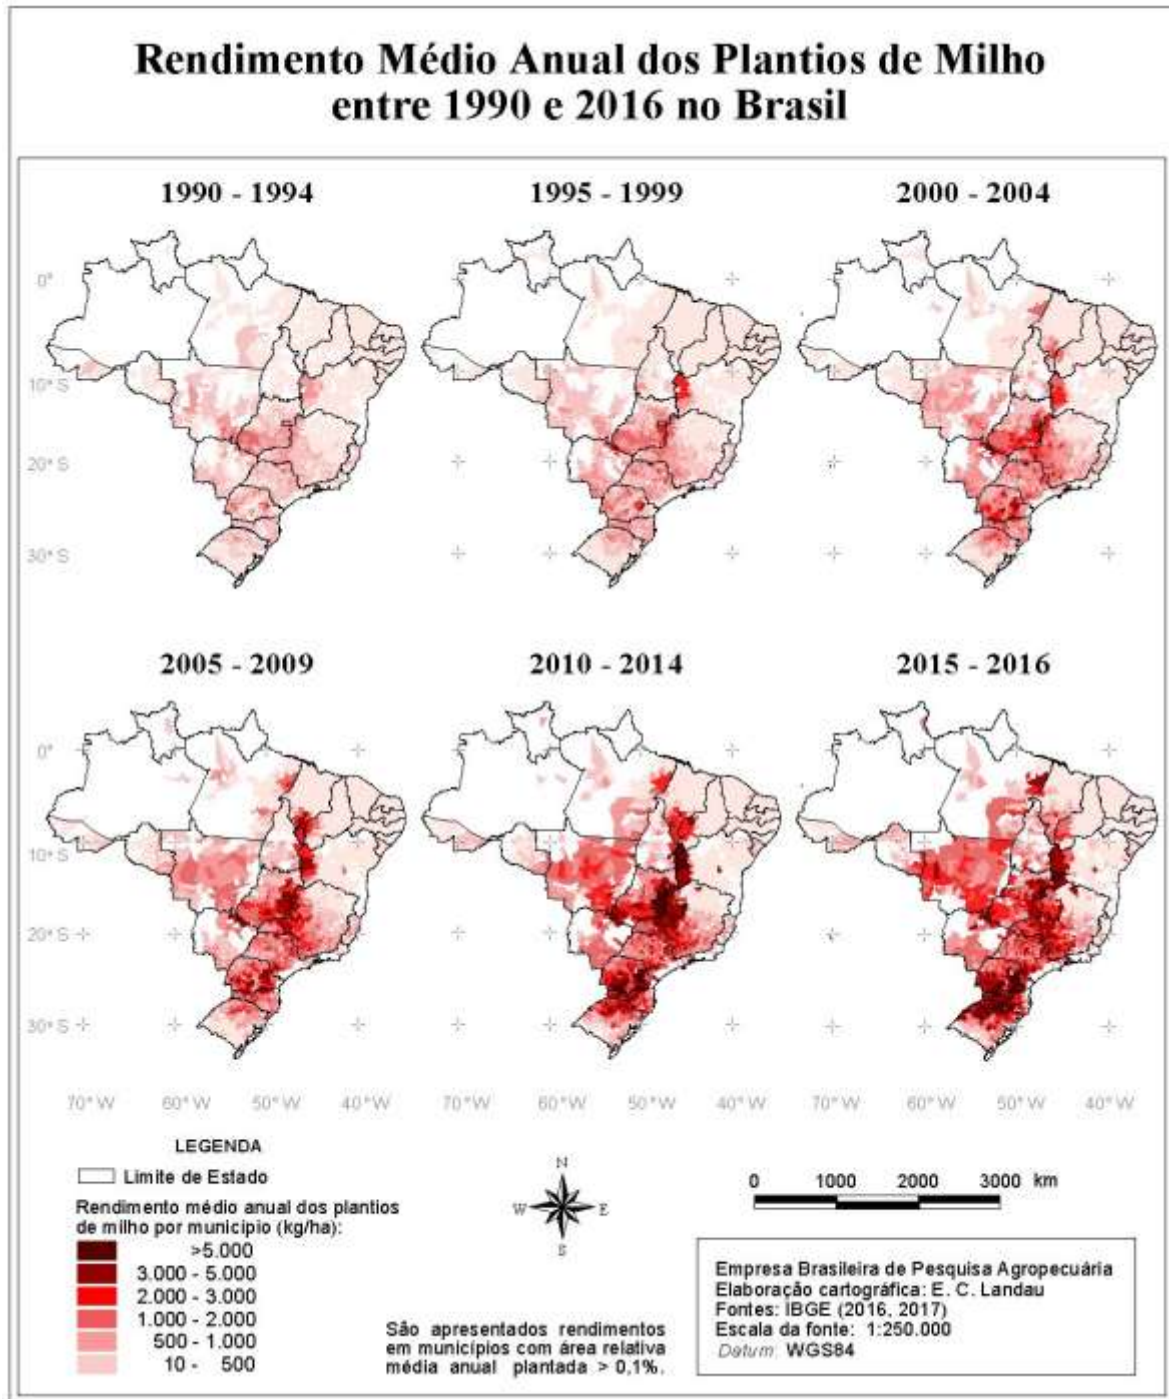 Rendimento Médio Anual dos Plantios de Milho
entre 1990 e 2016 no Brasil
1990 - 1994
1995 - 1999
2000 - 2004
0°
10° S
20° S
30° S
2005 - 2009
2010 - 2014
2015 - 2016
0°
10° S
20° S
30° S
70° W 60° W 50° W 40° W 70° W 60° W 50° W 40° W 70° W 60° W 50° W 40° W
LEGENDA
Limite de Estado
Rendimento médio anual dos plantios
de milho por município (kg/ha):
>5.000
3.000 - 5.000
2.000 - 3.000
1.000 - 2.000
500 - 1.000
10 - 500
N
W E
S
São apresentados rendimentos
em municípios com área relativa
média anual plantada > 0,1%.
0 1000 2000 3000 km
Empresa Brasileira de Pesquisa Agropecuária
Elaboração cartográfica: E. C. Landau
Fontes: IBGE (2016, 2017)
Escala da fonte: 1:250.000
Datum: WGS84